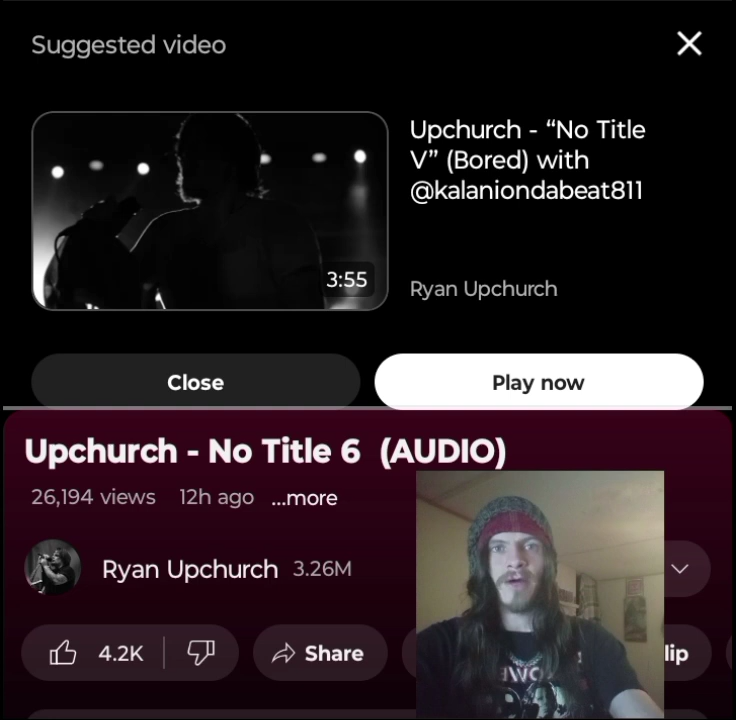 Suggested video
3:55
Upchurch - “No Title
V” (Bored) with
@kalaniondabeat811
Ryan Upchurch
Close
Play now
Upchurch - No Title 6 (AUDIO)
26,194 views 12h ago ...more
Ryan Upchurch 3.26M
4.2K Share lip